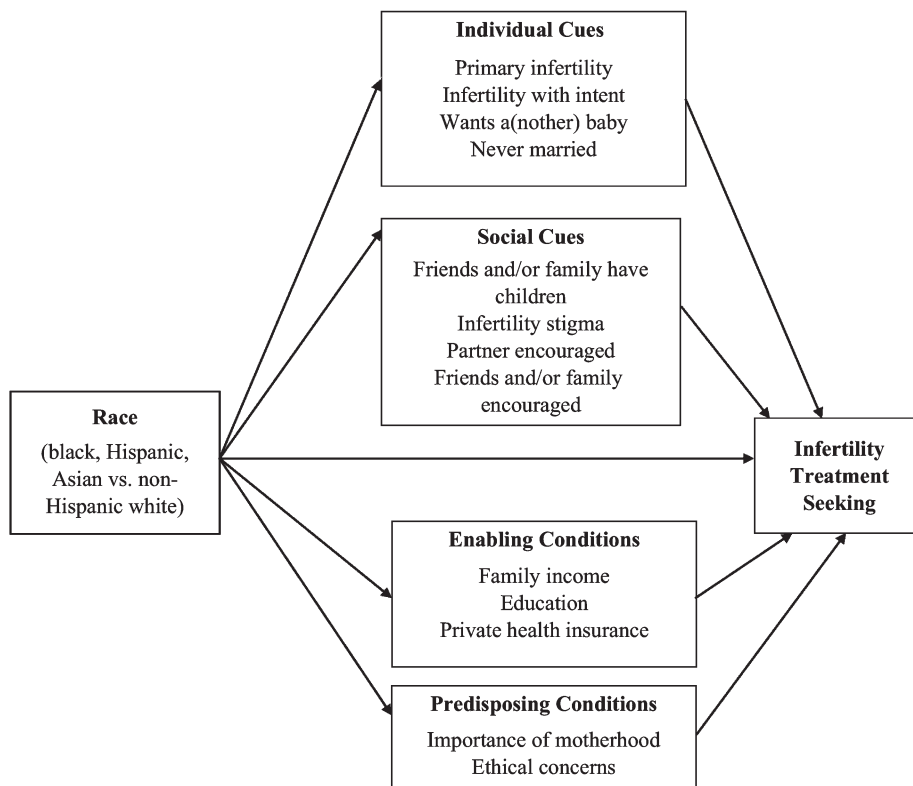 Individual Cues
Primary infertility
Infertility with intent
Wants a(nother) baby
Never married
Social Cues
Friends and/or family have
children
Infertility stigma
Partner encouraged
Friends and/or family
encouraged
Race
(black, Hispanic,
Asian vs. non-
Hispanic white)
Infertility
Treatment
Seeking
Enabling Conditions
Family income
Education
Private health insurance
Predisposing Conditions
Importance of motherhood
Ethical concerns